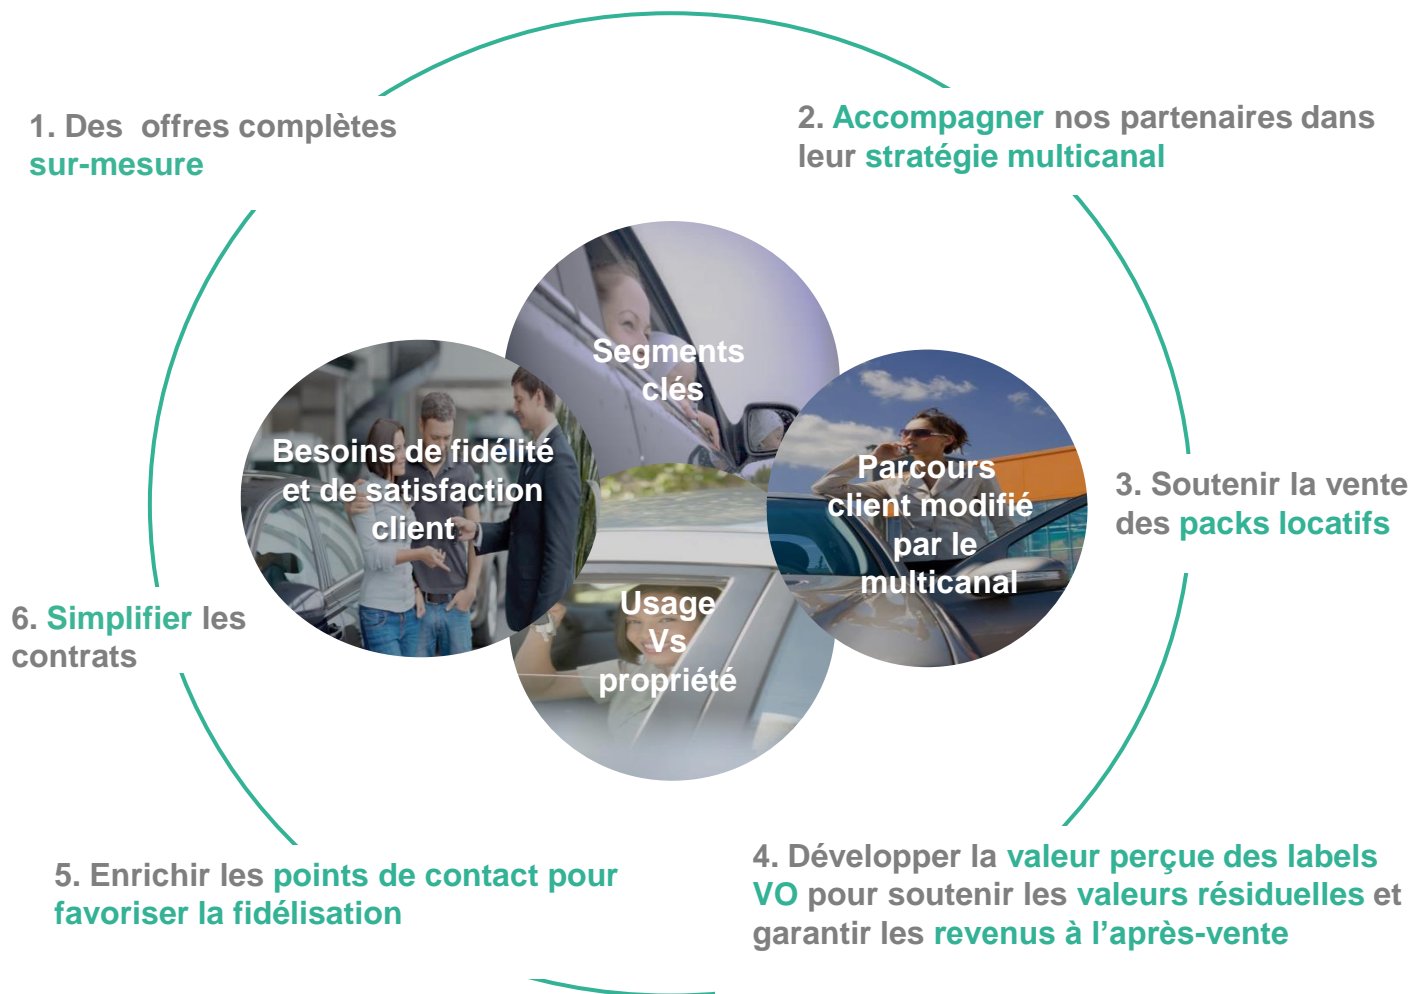 1. Des  offres complètes
sur-mesure
2. Accompagner nos partenaires dans
leur stratégie multicanal
Segments
clés
Besoins de fidélité
et de satisfaction
client
Parcours
client modifié
par le
multicanal
3. Soutenir la vente
des packs locatifs
Usage
Vs
propriété
6. Simplifier les
contrats
5. Enrichir les points de contact pour
favoriser la fidélisation
4. Développer la valeur perçue des labels
VO pour soutenir les valeurs résiduelles et
garantir les revenus à l’après-vente